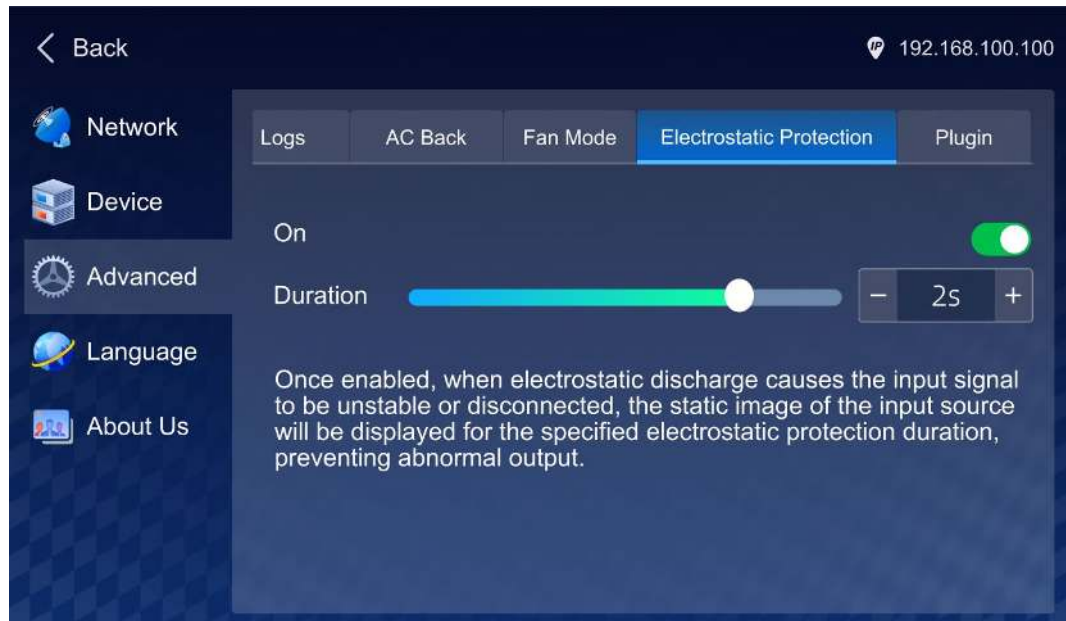 Back
IP 192.168.100.100
Network
Device
Advanced
Language
About Us
Logs AC Back Fan Mode Electrostatic Protection Plugin
On
Duration − 2s +
Once enabled, when electrostatic discharge causes the input signal
to be unstable or disconnected, the static image of the input source
will be displayed for the specified electrostatic protection duration,
preventing abnormal output.